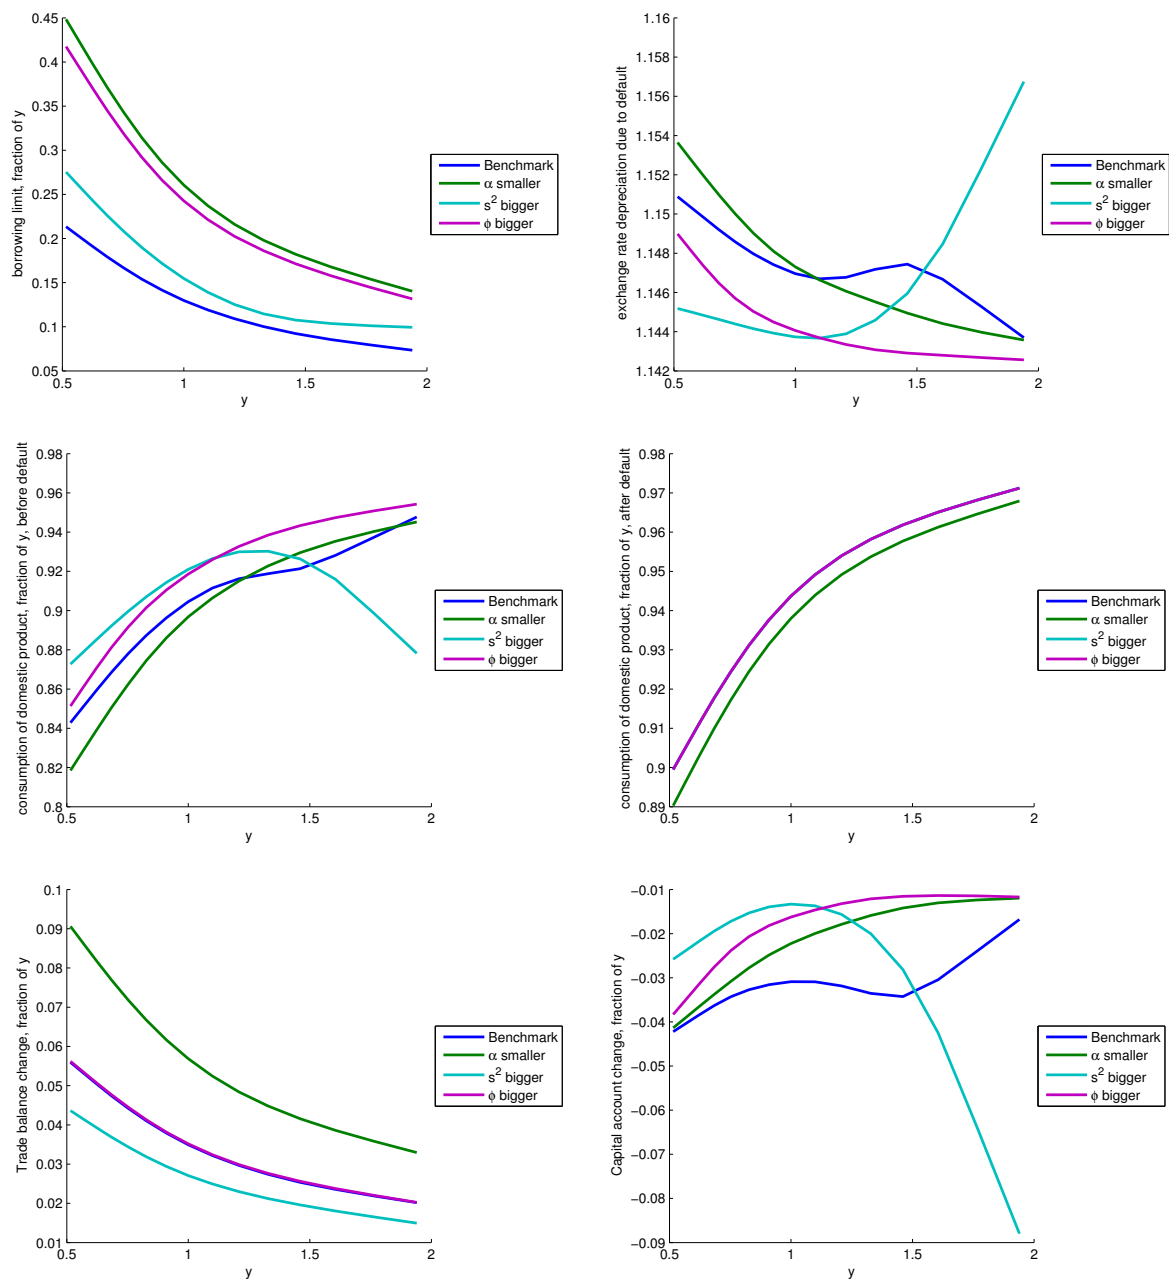 borrowing limit, fraction of y
0.45
0.4
0.35
0.3
0.25
0.2
0.15
0.1
0.05
0.5
1
1.5
2
y
Benchmark
α smaller
s² bigger
ϕ bigger
exchange rate depreciation due to default
1.16
1.158
1.156
1.154
1.152
1.15
1.148
1.146
1.144
1.142
0.5
1
1.5
2
y
Benchmark
α smaller
s² bigger
ϕ bigger
consumption of domestic product, fraction of y, before default
0.98
0.96
0.94
0.92
0.9
0.88
0.86
0.84
0.82
0.8
0.5
1
1.5
2
y
Benchmark
α smaller
s² bigger
ϕ bigger
consumption of domestic product, fraction of y, after default
0.98
0.97
0.96
0.95
0.94
0.93
0.92
0.91
0.9
0.89
0.5
1
1.5
2
y
Benchmark
α smaller
s² bigger
ϕ bigger
Trade balance change, fraction of y
0.1
0.09
0.08
0.07
0.06
0.05
0.04
0.03
0.02
0.01
0.5
1
1.5
2
y
Benchmark
α smaller
s² bigger
ϕ bigger
Capital account change, fraction of y
−0.01
−0.02
−0.03
−0.04
−0.05
−0.06
−0.07
−0.08
−0.09
0.5
1
1.5
2
y
Benchmark
α smaller
s² bigger
ϕ bigger